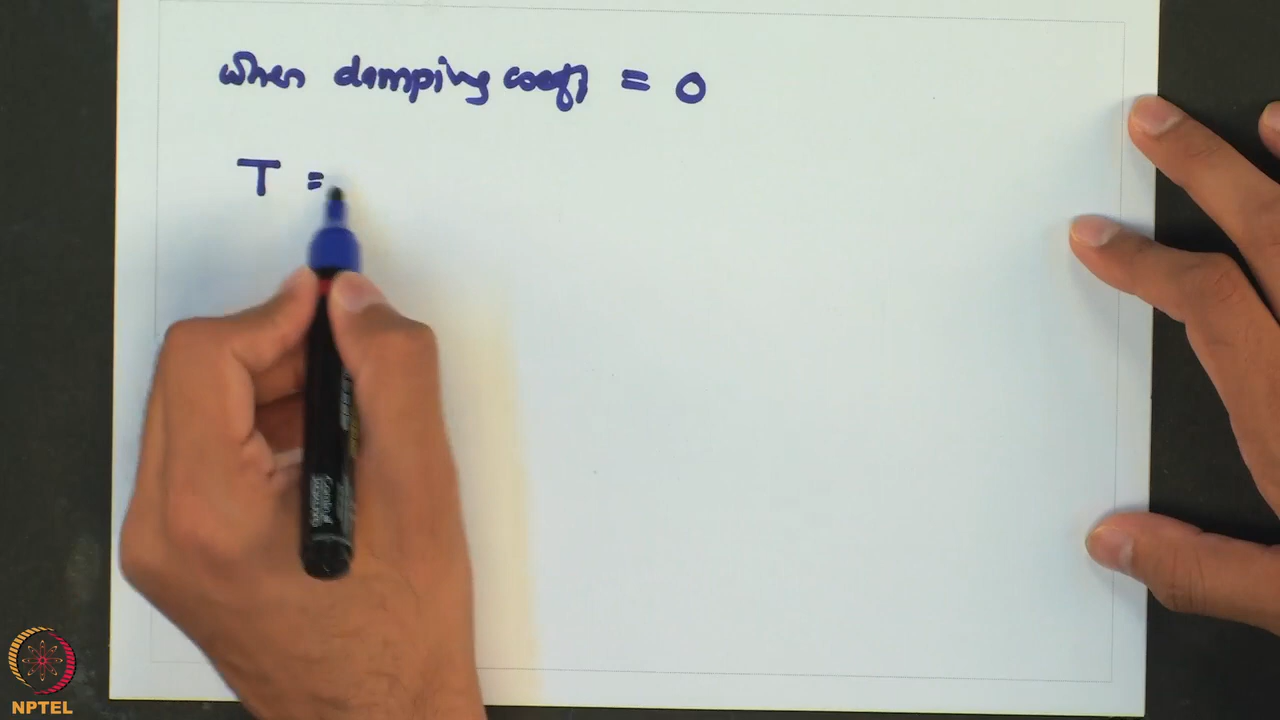 when damping coeff = 0
T =
NPTEL